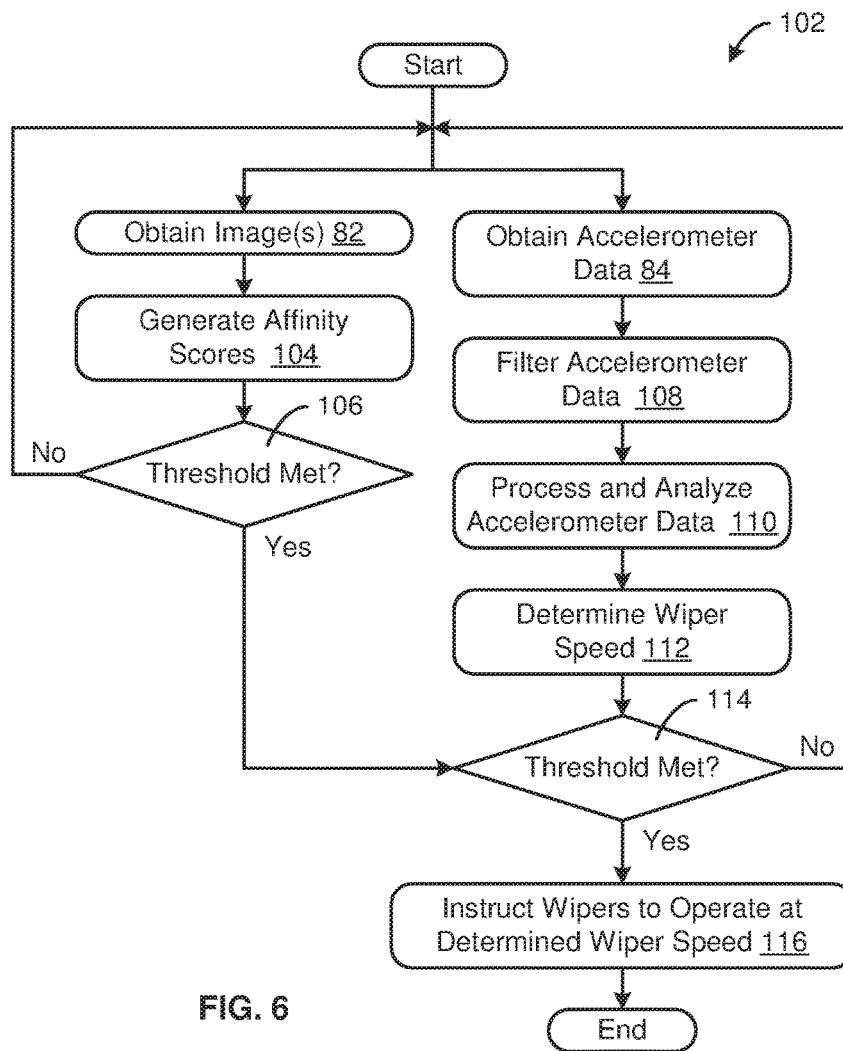 102
Start
Obtain Image(s) 82
Generate Affinity
Scores 104
106
Threshold Met?
No
Yes
Obtain Accelerometer
Data 84
Filter Accelerometer
Data 108
Process and Analyze
Accelerometer Data 110
Determine Wiper
Speed 112
114
Threshold Met?
No
Yes
Instruct Wipers to Operate at
Determined Wiper Speed 116
End
FIG. 6